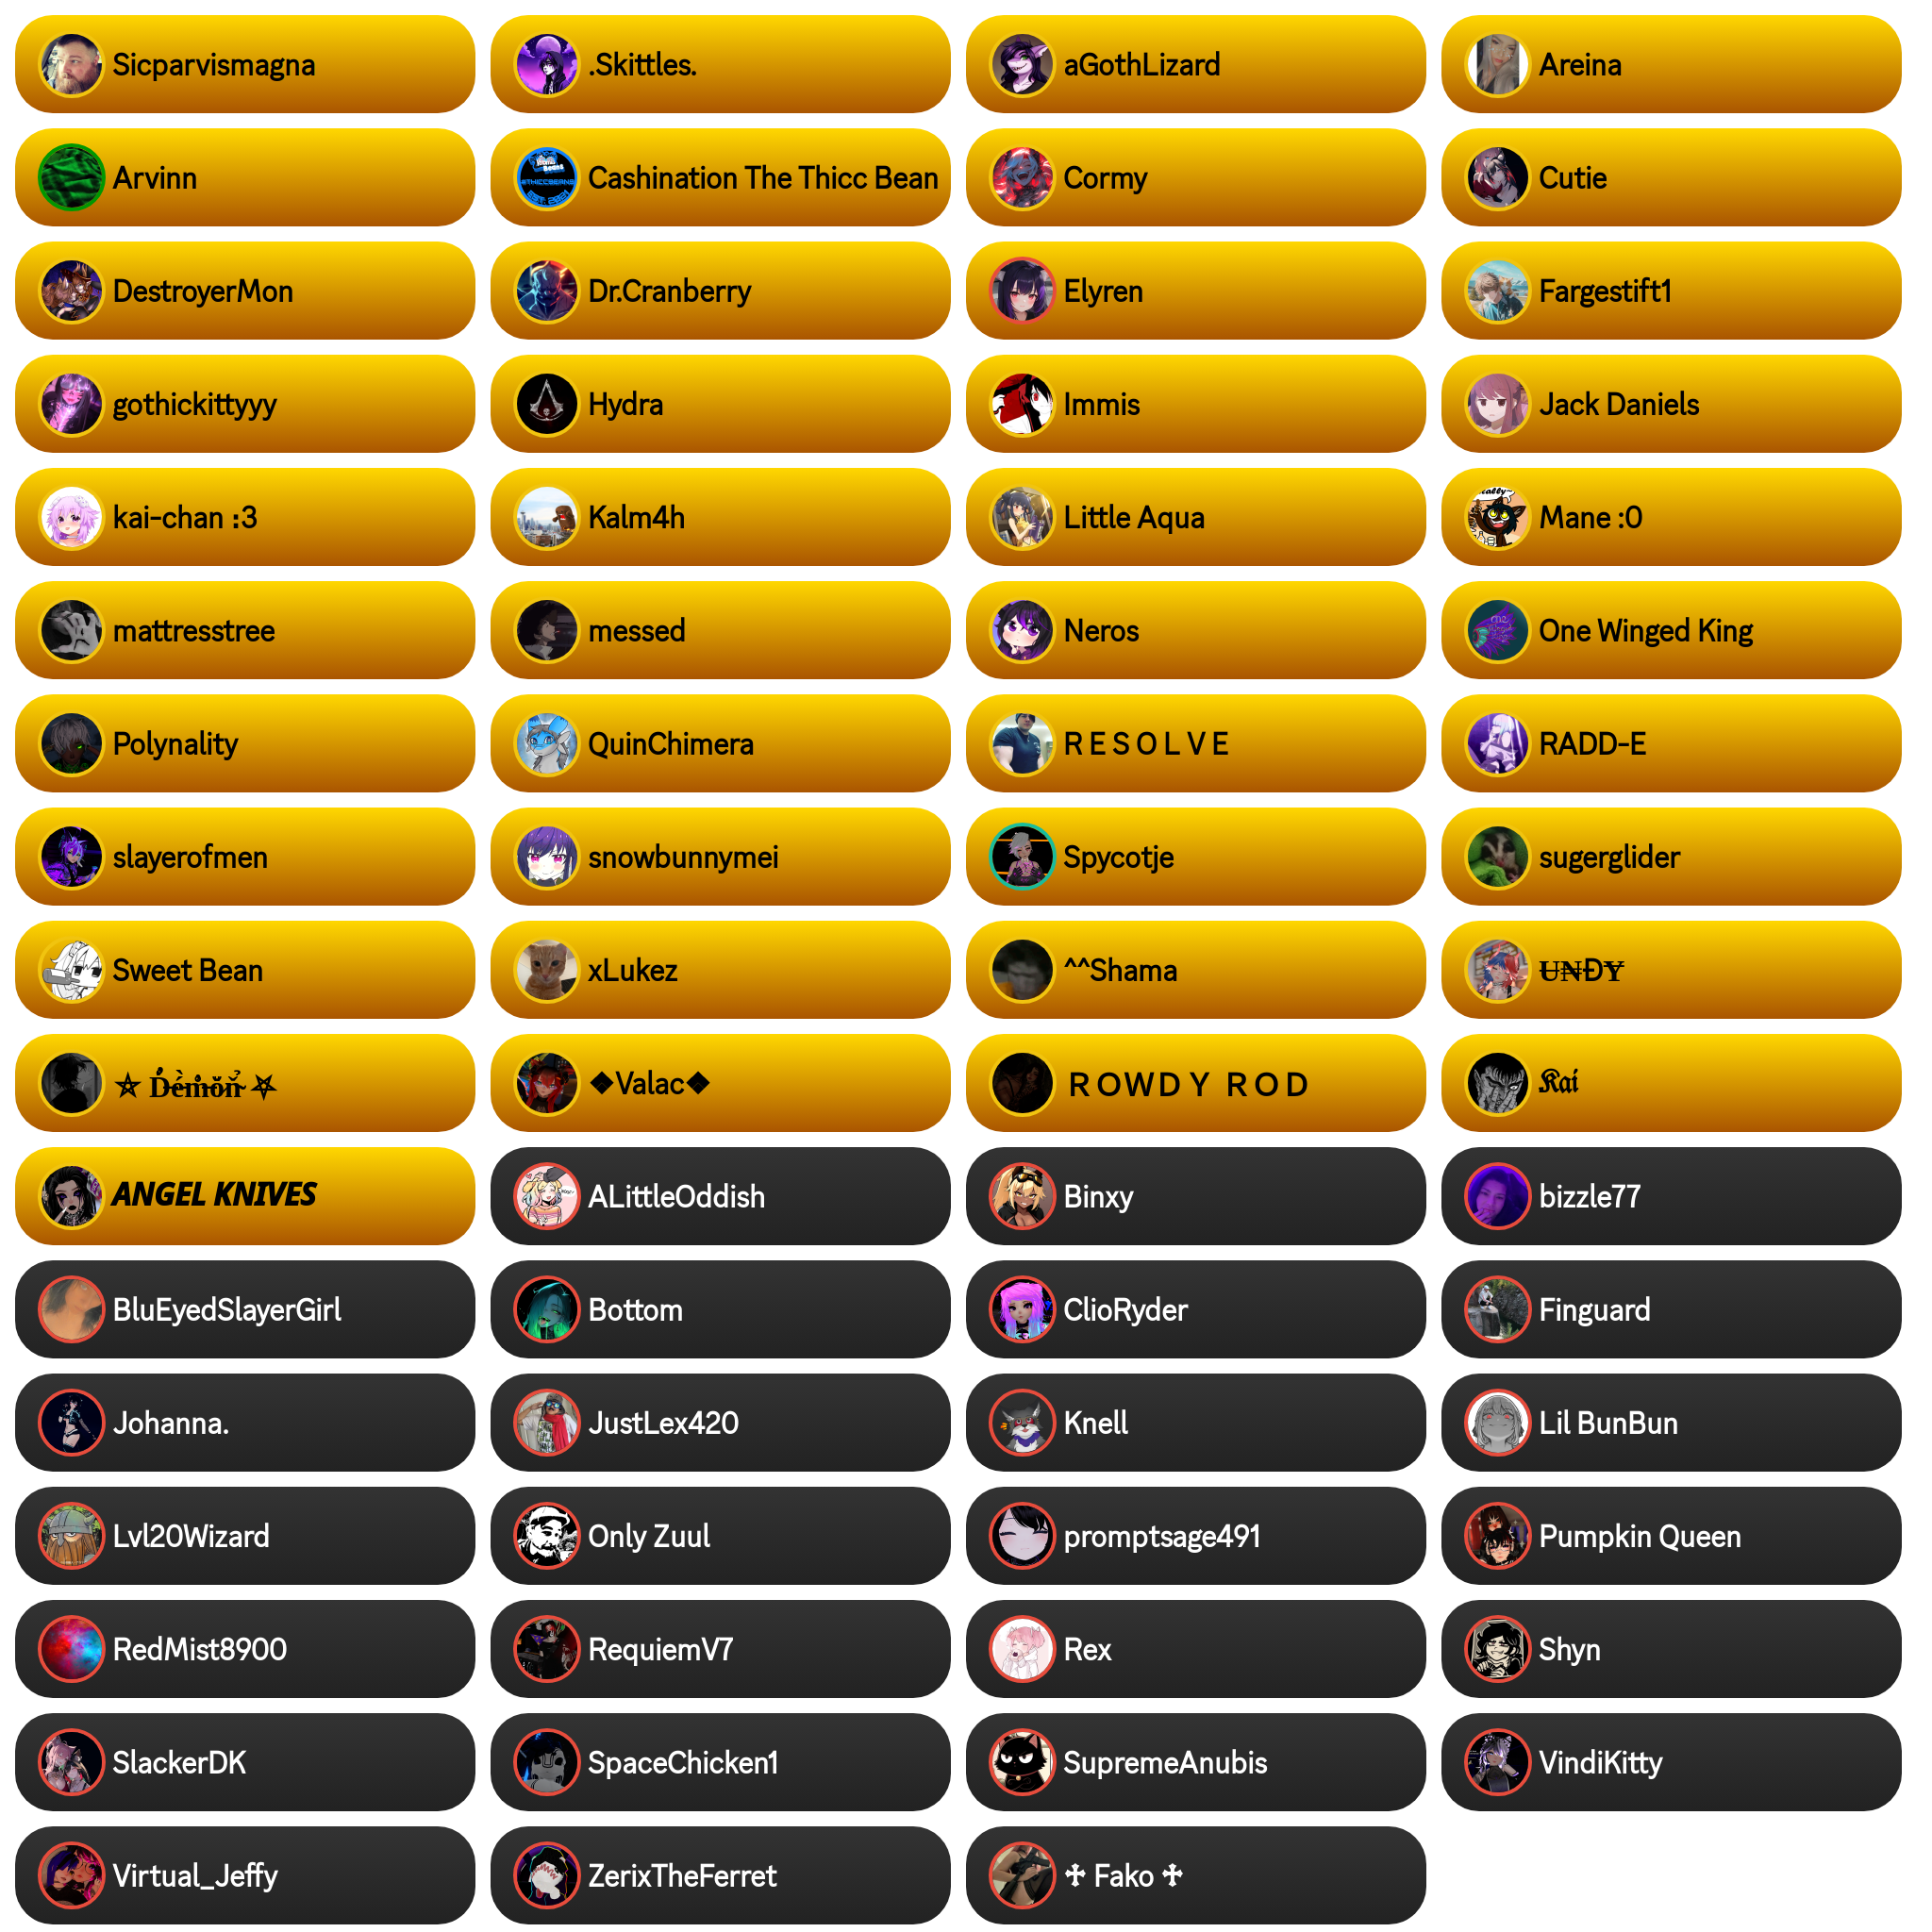 Sicparvismagna
.Skittles.
aGothLizard
Areina
Arvinn
Cashination The Thicc Bean
Cormy
Cutie
DestroyerMon
Dr.Cranberry
Elyren
Fargestift1
gothickittyyy
Hydra
Immis
Jack Daniels
kai-chan :3
Kalm4h
Little Aqua
Mane :0
mattresstree
messed
Neros
One Winged King
Polynality
QuinChimera
R E S O L V E
RADD-E
slayerofmen
snowbunnymei
Spycotje
sugerglider
Sweet Bean
xLukez
^^Shama
U̶N̶ĐY̶
⛤ D̶̓è̶m̶̊ŏ̶n̶̉ ⛧
❖Valac❖
ＲＯＷＤＹ ＲＯＤ
𝕶𝖆𝖎
ANGEL KNIVES
ALittleOddish
Binxy
bizzle77
BluEyedSlayerGirl
Bottom
ClioRyder
Finguard
Johanna.
JustLex420
Knell
Lil BunBun
Lvl20Wizard
Only Zuul
promptsage491
Pumpkin Queen
RedMist8900
RequiemV7
Rex
Shyn
SlackerDK
SpaceChicken1
SupremeAnubis
VindiKitty
Virtual_Jeffy
ZerixTheFerret
♱ Fako ♱